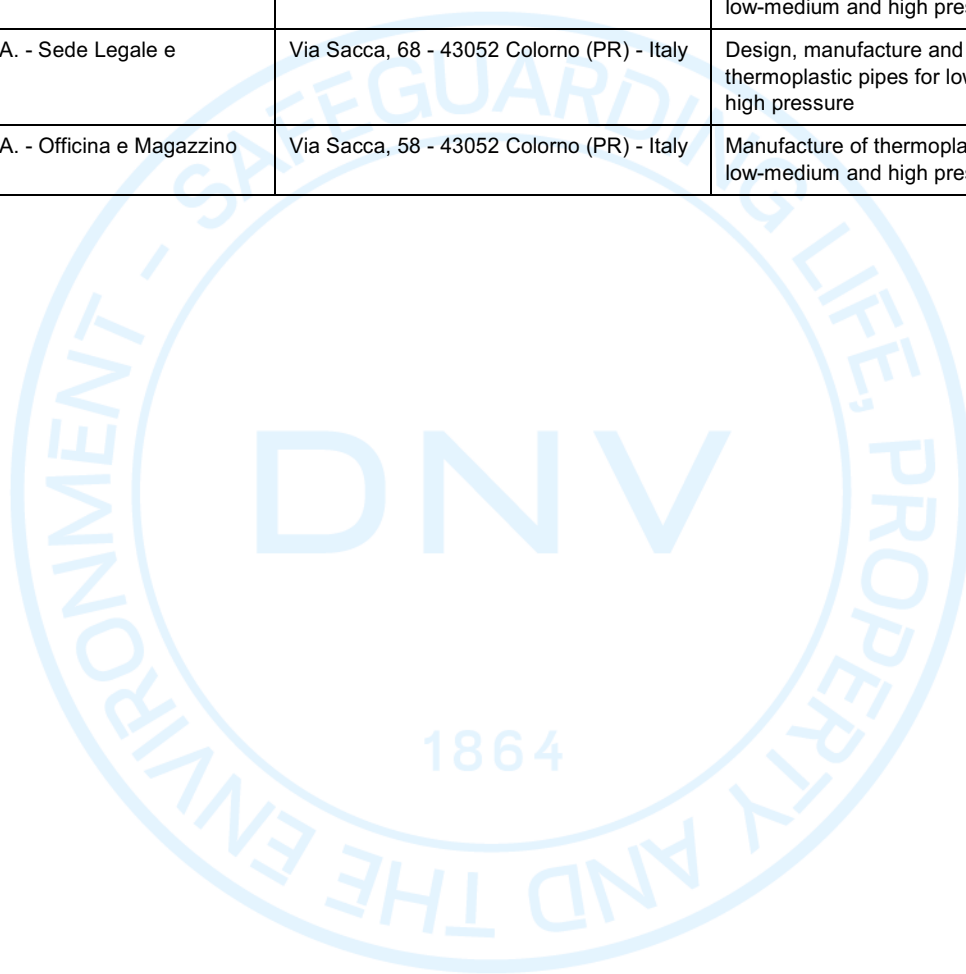 low-medium and high pres
A. - Sede Legale e
Via Sacca, 68 - 43052 Colorno (PR) - Italy
Design, manufacture and
thermoplastic pipes for lov
high pressure
A. - Officina e Magazzino
Via Sacca, 58 - 43052 Colorno (PR) - Italy
Manufacture of thermopla
low-medium and high pres
SAFEGUARDING LIFE, PROPERTY AND THE ENVIRONMENT -
DNV
1864